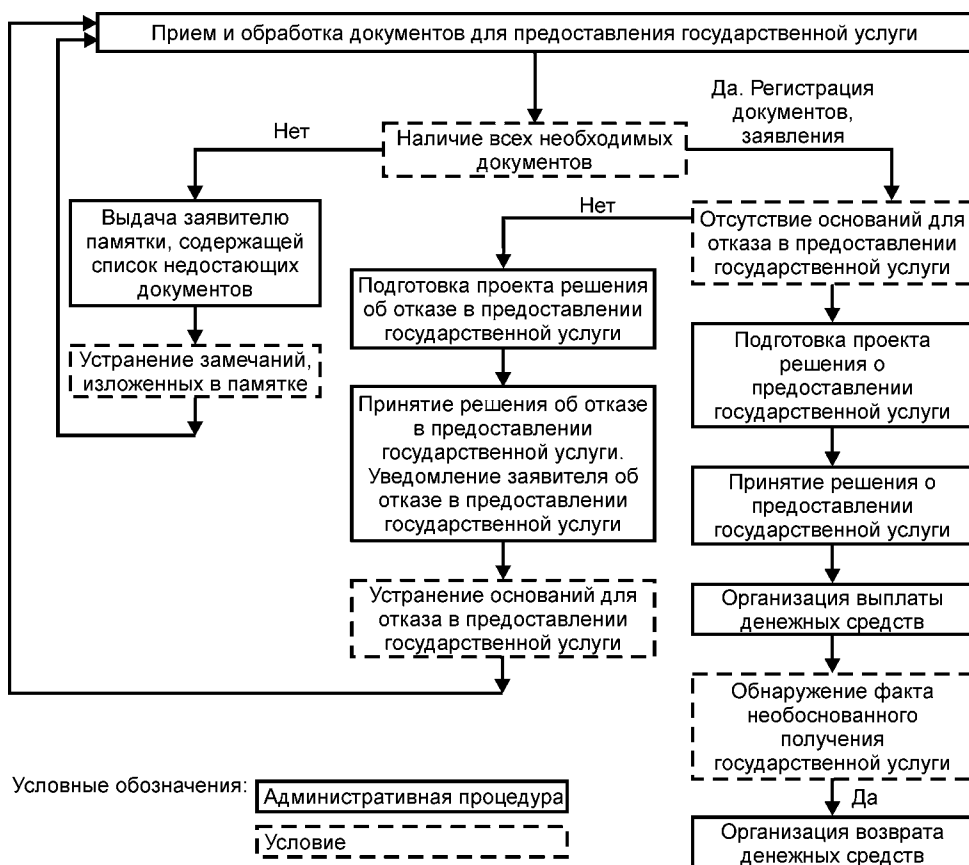 Прием и обработка документов для предоставления государственной услуги
Да. Регистрация
документов,
заявления
Нет
Наличие всех необходимых
документов
Выдача заявителю
памятки, содержащей
список недостающих
документов
Нет
Отсутствие оснований для
отказа в предоставлении
государственной услуги
Подготовка проекта решения
об отказе в предоставлении
государственной услуги
Устранение замечаний,
изложенных в памятке
Подготовка проекта
решения о
предоставлении
государственной услуги
Принятие решения об отказе
в предоставлении
государственной услуги.
Уведомление заявителя об
отказе в предоставлении
государственной услуги
Принятие решения о
предоставлении
государственной услуги
Устранение оснований для
отказа в предоставлении
государственной услуги
Организация выплаты
денежных средств
Обнаружение факта
необоснованного
получения
государственной услуги
Да
Организация возврата
денежных средств
Условные обозначения:
Административная процедура
Условие